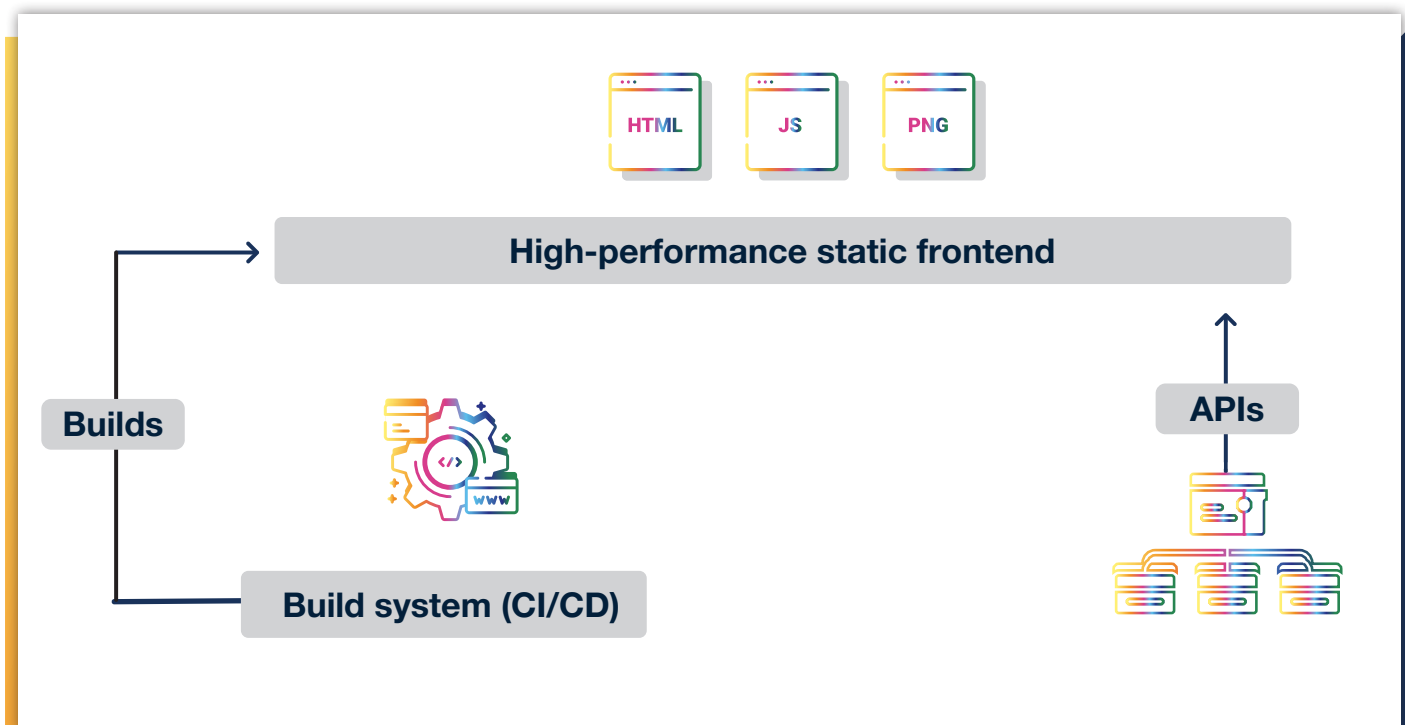 HTML
JS
PNG
High-performance static frontend
Builds
APIs
</>
www
Build system (CI/CD)